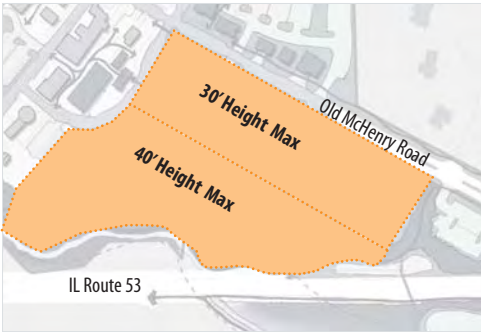 Old McHenry Road
30′ Height Max
40′ Height Max
IL Route 53